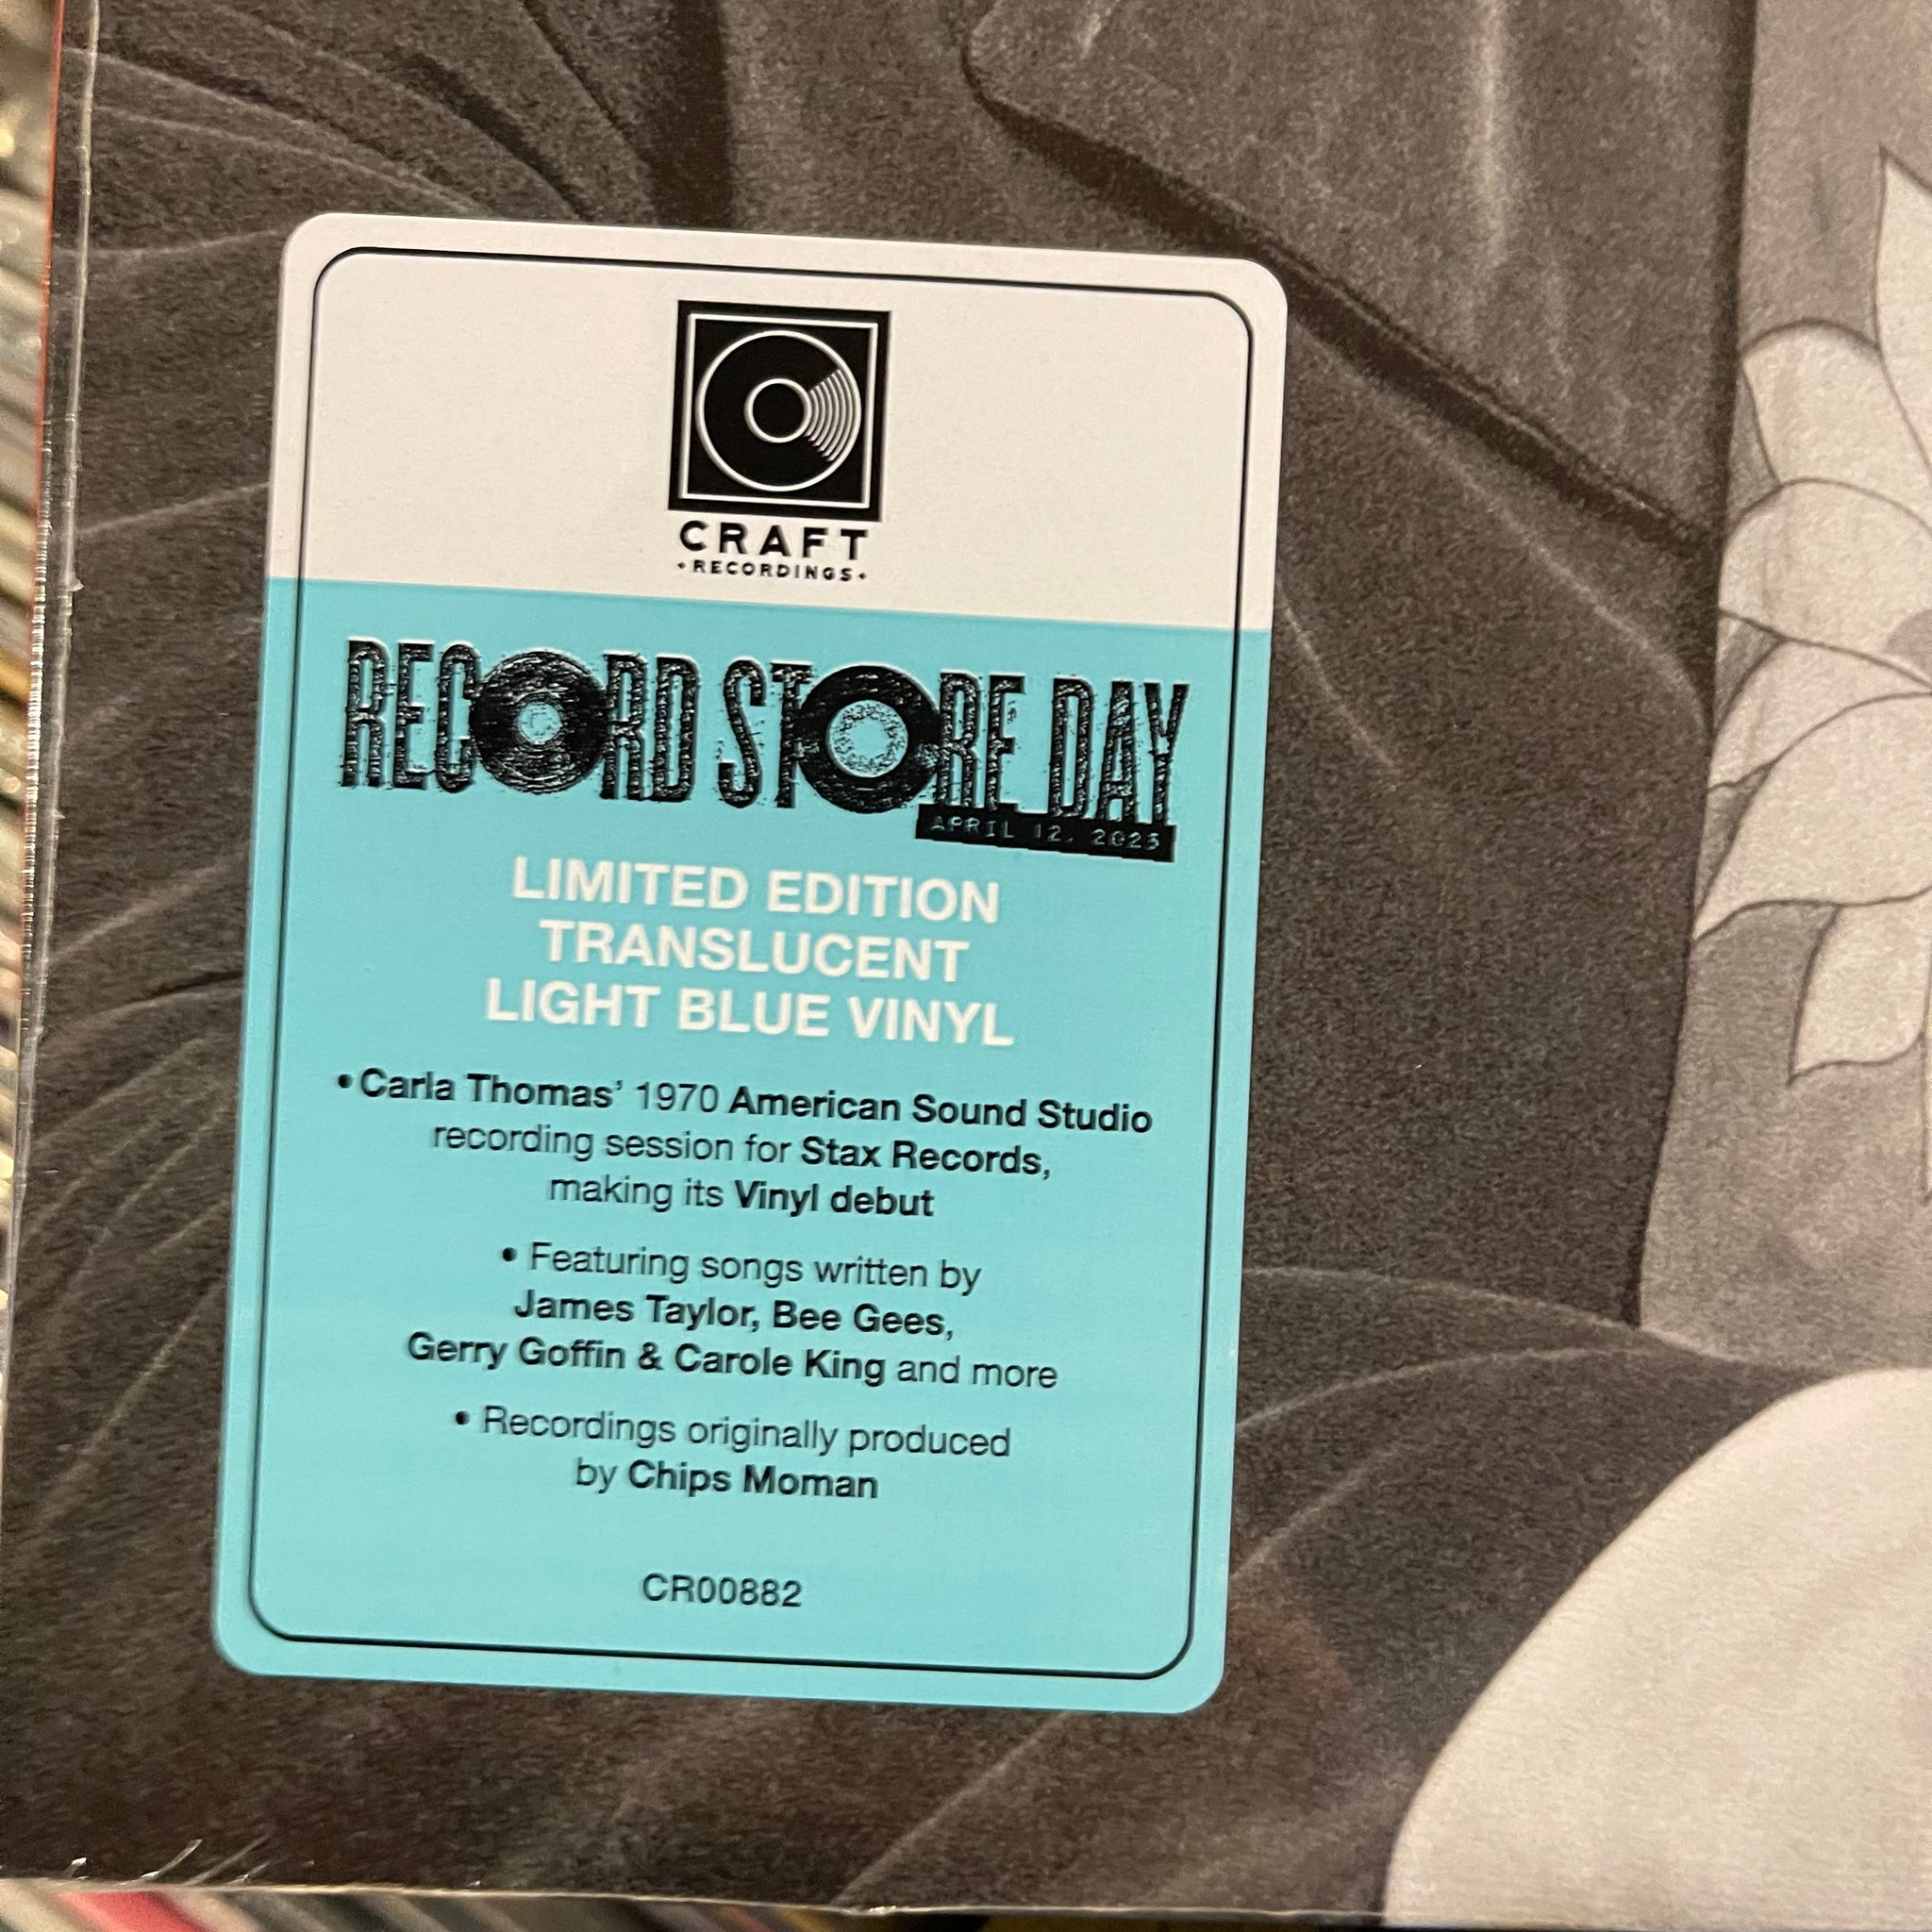 CRAFT
•RECORDINGS•
RECORD STORE DAY
APRIL 12, 2025
LIMITED EDITION
TRANSLUCENT
LIGHT BLUE VINYL
• Carla Thomas’ 1970 American Sound Studio
recording session for Stax Records,
making its Vinyl debut
• Featuring songs written by
James Taylor, Bee Gees,
Gerry Goffin & Carole King and more
• Recordings originally produced
by Chips Moman
CR00882